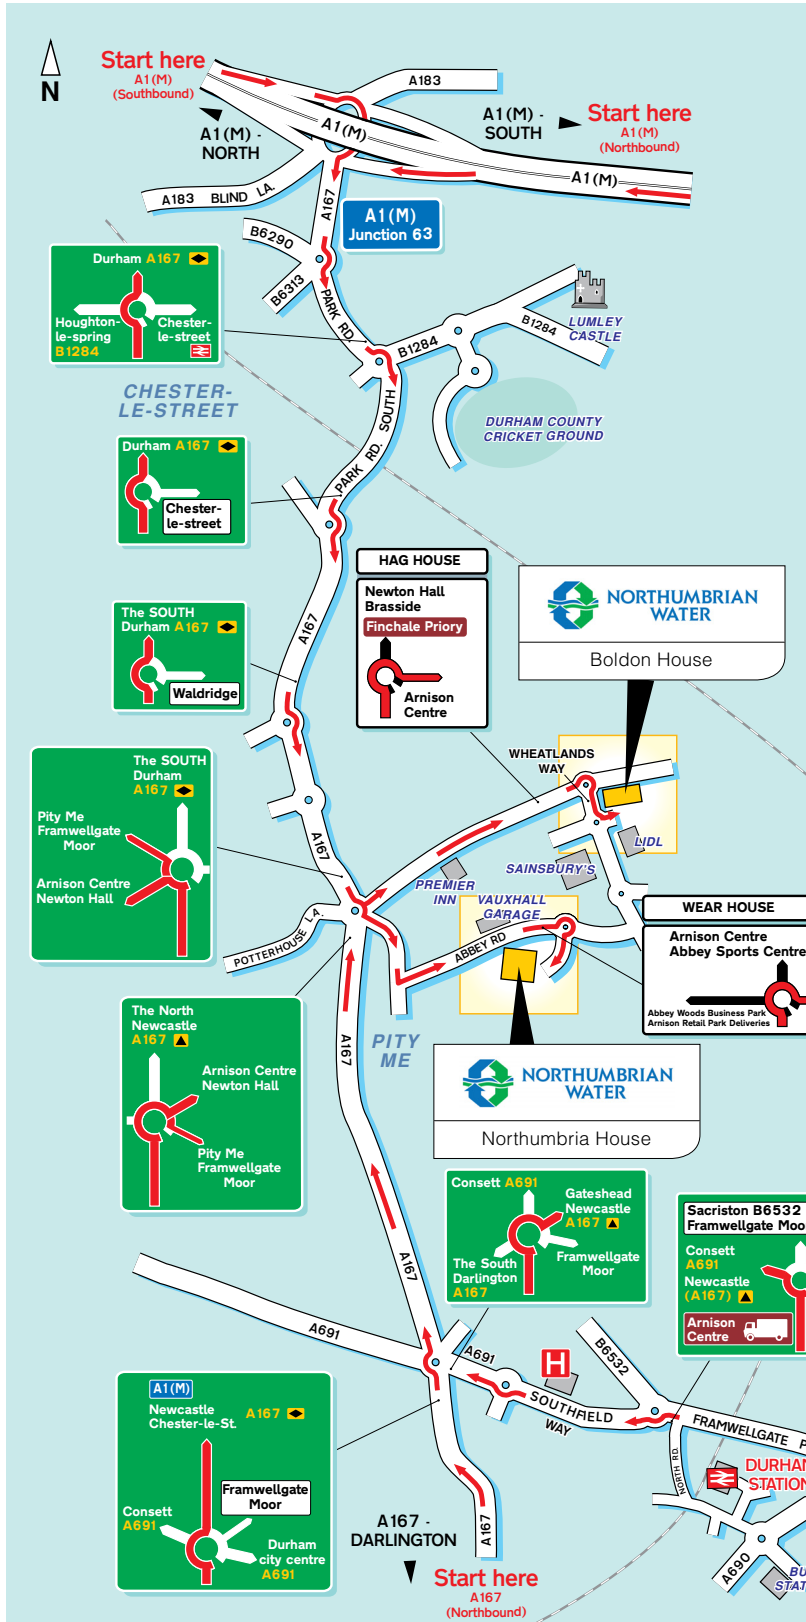 Start here
A1(M)
(Southbound)
N
A183
A1(M) -
NORTH
A1(M)
A1(M) -
SOUTH
Start here
A1(M)
(Northbound)
A1(M)
A183 BLIND LA.
A167
A1(M)
Junction 63
B6290
B6313
PARK RD
Durham A167
Houghton-
le-spring
B1284
Chester-
le-street
B1284
B1284
LUMLEY
CASTLE
CHESTER-
LE-STREET
DURHAM COUNTY
CRICKET GROUND
PARK RD. SOUTH
Durham A167
Chester-
le-street
HAG HOUSE
Newton Hall
Brasside
Finchale Priory
Arnison
Centre
NORTHUMBRIAN
WATER
Boldon House
The SOUTH
Durham A167
Waldridge
A167
WHEATLANDS
WAY
The SOUTH
Durham
A167
Pity Me
Framwellgate
Moor
Arnison Centre
Newton Hall
A167
LIDL
SAINSBURY'S
PREMIER
INN
VAUXHALL
GARAGE
ABBEY RD
POTTERHOUSE LA.
WEAR HOUSE
Arnison Centre
Abbey Sports Centre
Abbey Woods Business Park
Arnison Retail Park Deliveries
The North
Newcastle
A167
Arnison Centre
Newton Hall
Pity Me
Framwellgate
Moor
A167
PITY
ME
NORTHUMBRIAN
WATER
Northumbria House
Consett A691
Gateshead
Newcastle
A167
The South
Darlington
A167
Framwellgate
Moor
Sacriston B6532
Framwellgate Moo
Consett
A691
Newcastle
(A167)
Arnison
Centre
A167
A691
A691
H
B6532
SOUTHFIELD
WAY
FRAMWELLGATE P
NORTH RD.
DURHAM
STATION
A1(M)
Newcastle
Chester-le-St.
A167
Framwellgate
Moor
Consett
A691
Durham
city centre
A691
A167 -
DARLINGTON
A167
Start here
A167
(Northbound)
A690
BU
STAT